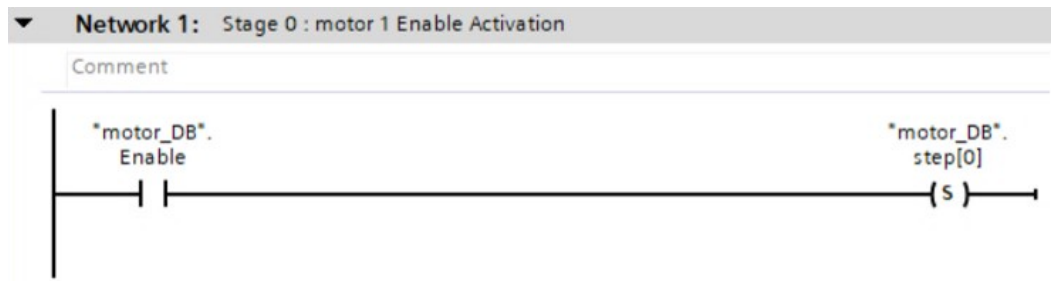 Network 1: Stage 0 : motor 1 Enable Activation
Comment
"motor_DB".
Enable
"motor_DB".
step[0]
S